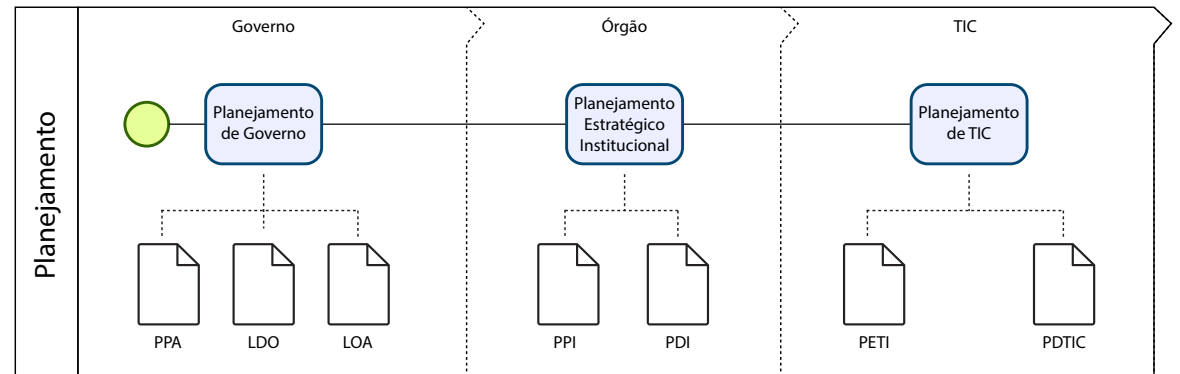 Planejamento
Governo
Órgão
TIC
Planejamento
de Governo
Planejamento
Estratégico
Institucional
Planejamento
de TIC
PPA
LDO
LOA
PPI
PDI
PETI
PDTIC